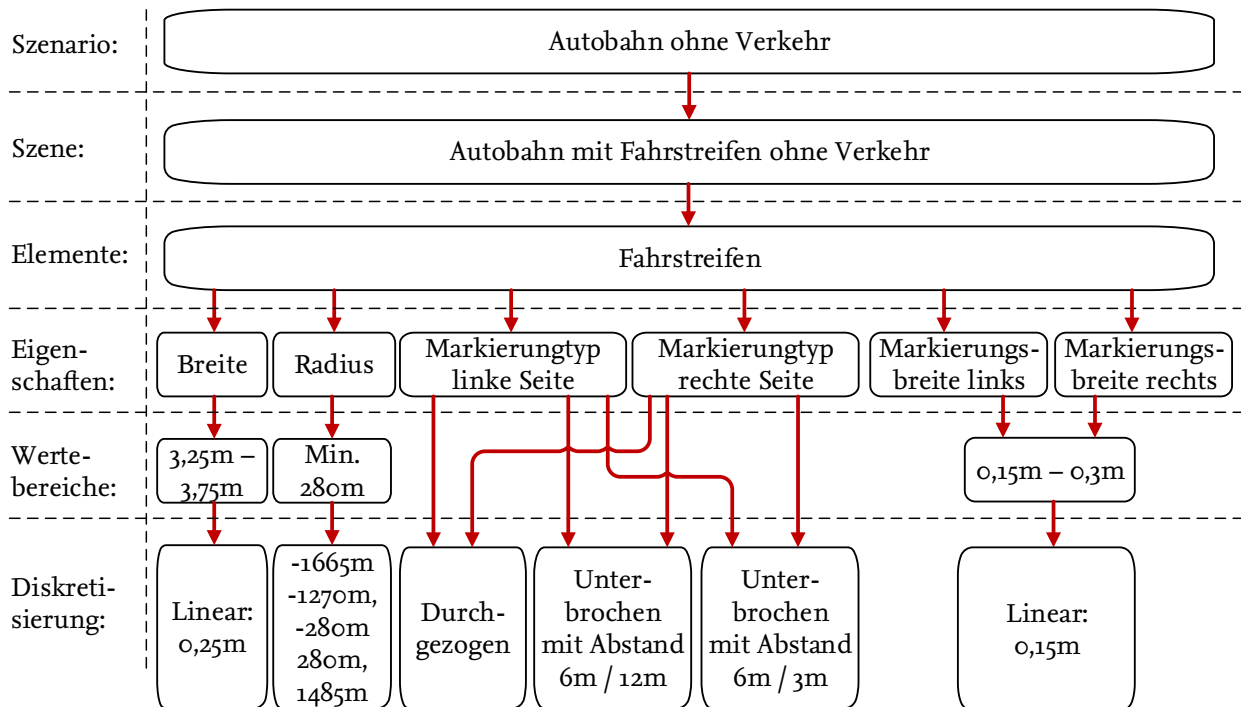 Szenario:
Autobahn ohne Verkehr
Szene:
Autobahn mit Fahrstreifen ohne Verkehr
Elemente:
Fahrstreifen
Eigen-
schaften:
Breite
Radius
Markierungtyp
linke Seite
Markierungtyp
rechte Seite
Markierungs-
breite links
Markierungs-
breite rechts
Werte-
bereiche:
3,25m –
3,75m
Min.
280m
0,15m – 0,3m
Diskreti-
sierung:
Linear:
0,25m
-1665m
-1270m,
-280m
280m,
1485m
Durch-
gezogen
Unter-
brochen
mit Abstand
6m / 12m
Unter-
brochen
mit Abstand
6m / 3m
Linear:
0,15m